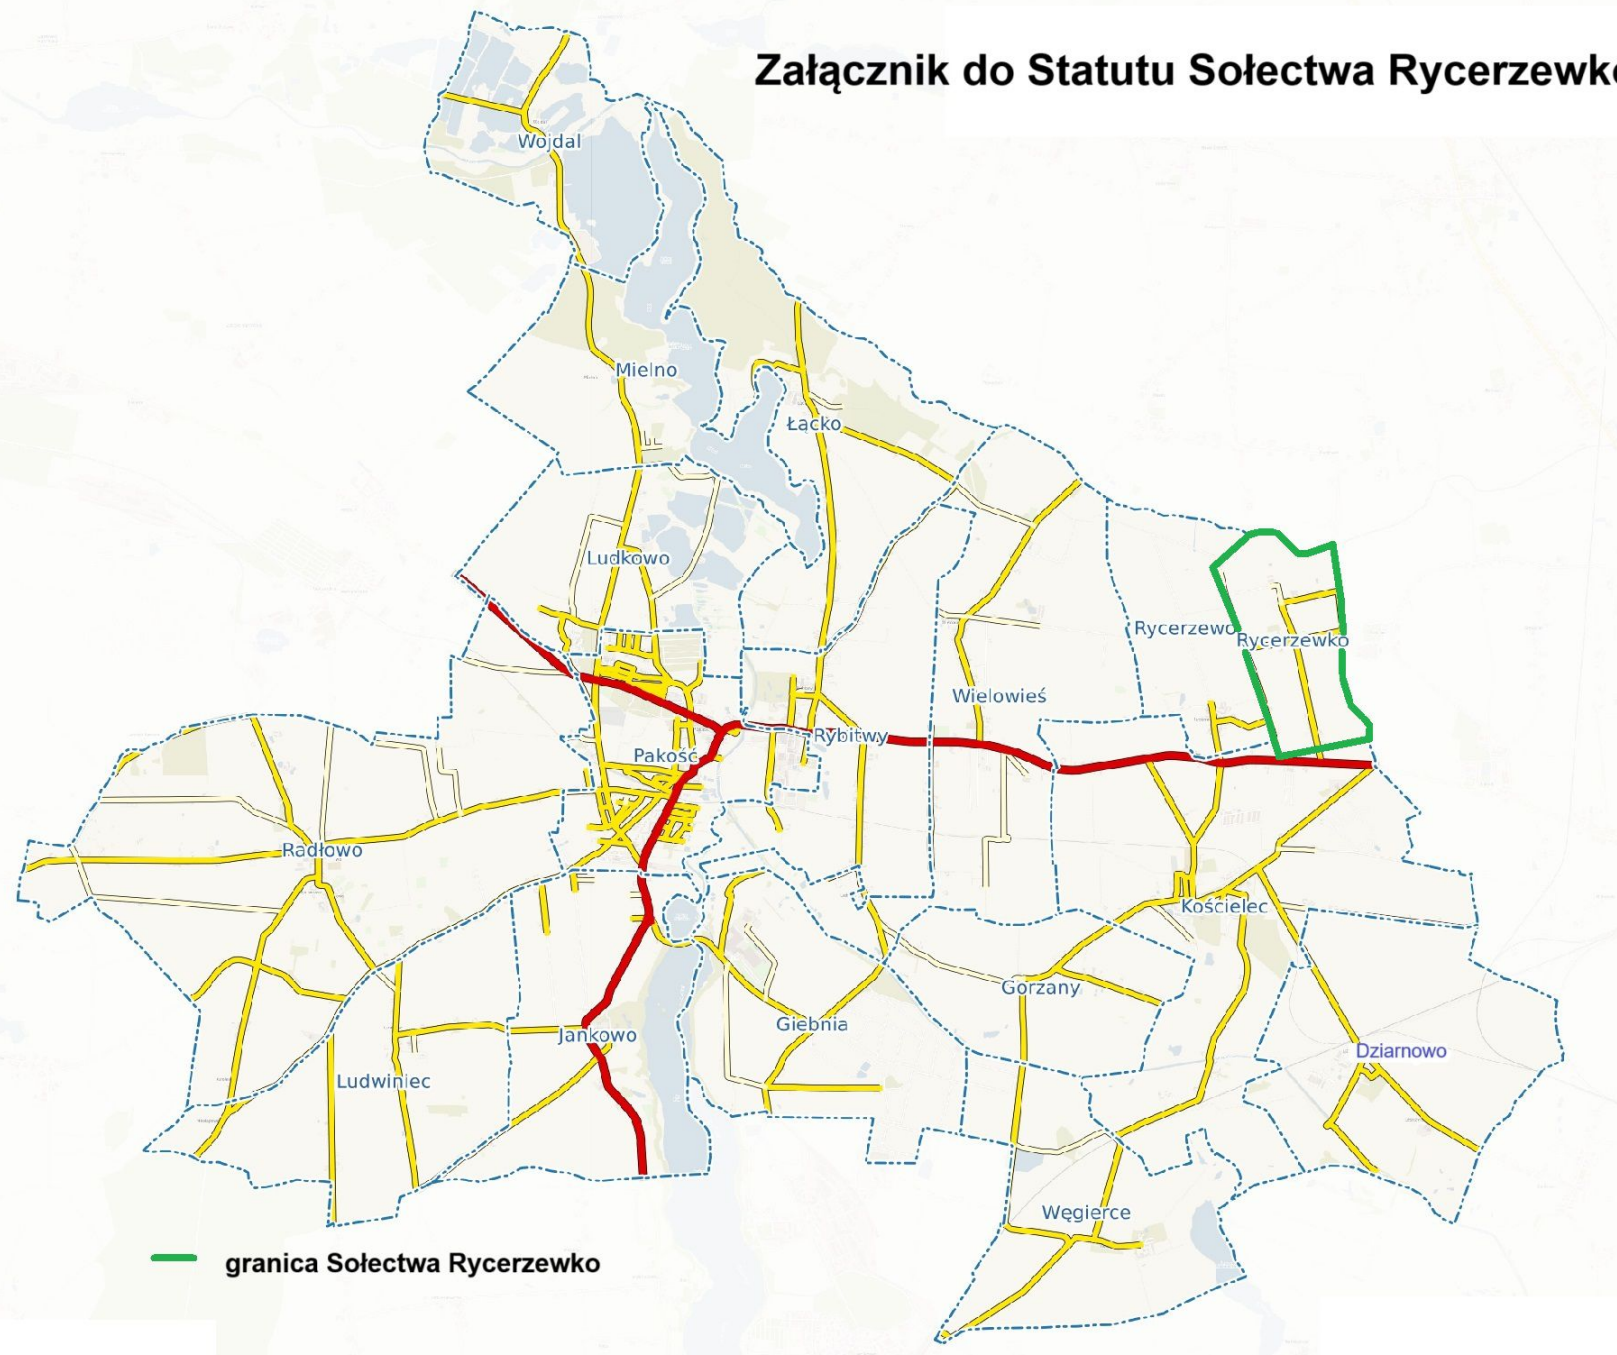 Załącznik do Statutu Sołectwa Rycerzewko
Wojdal
Mielno
Łącko
Ludkowo
Rycerzewo
Rycerzewko
Wielowieś
Rybitwy
Pakość
Radłowo
Kościelec
Gorzany
Giebnia
Jankowo
Dziarnowo
Ludwiniec
Węgierce
granica Sołectwa Rycerzewko